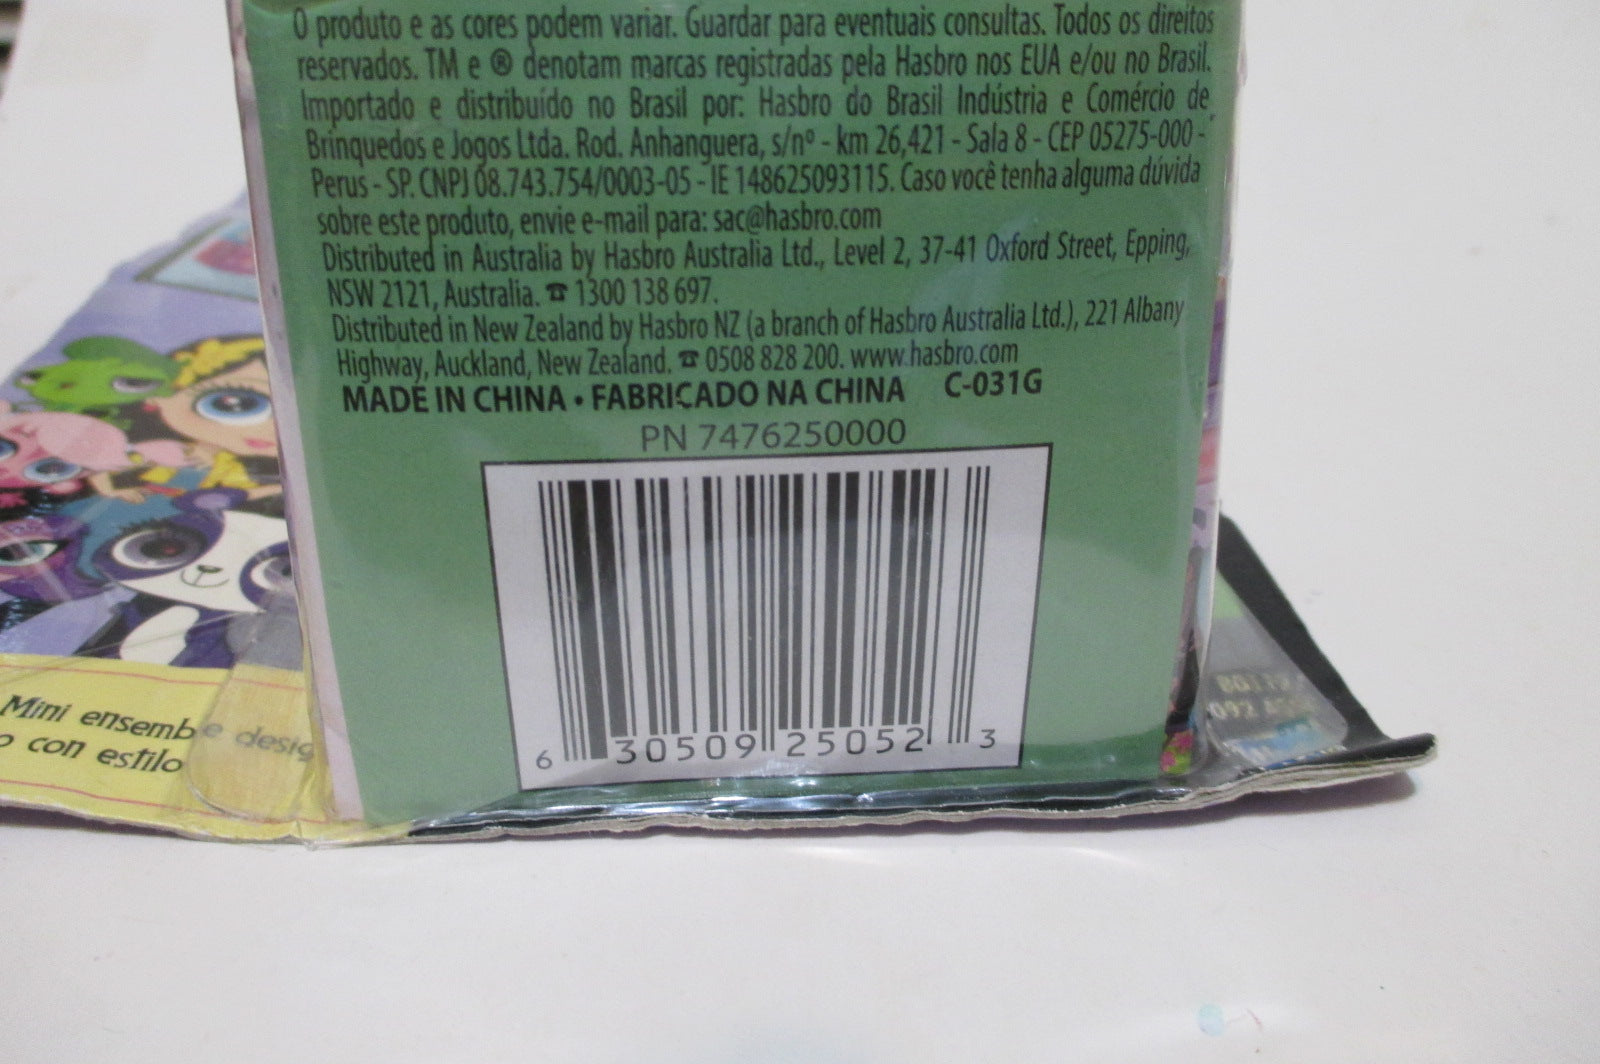 O produto e as cores podem variar. Guardar para eventuais consultas. Todos os direitos
reservados. TM e ® denotam marcas registradas pela Hasbro nos EUA e/ou no Brasil.
Importado e distribuído no Brasil por: Hasbro do Brasil Indústria e Comércio de
Brinquedos e Jogos Ltda. Rod. Anhanguera, s/nº - km 26,421 - Sala 8 - CEP 05275-000 -
Perus - SP. CNPJ 08.743.754/0003-05 - IE 148625093115. Caso você tenha alguma dúvida
sobre este produto, envie e-mail para: sac@hasbro.com
Distributed in Australia by Hasbro Australia Ltd., Level 2, 37-41 Oxford Street, Epping,
NSW 2121, Australia. ☎ 1300 138 697.
Distributed in New Zealand by Hasbro NZ (a branch of Hasbro Australia Ltd.), 221 Albany
Highway, Auckland, New Zealand. ☎ 0508 828 200. www.hasbro.com
MADE IN CHINA • FABRICADO NA CHINA C-031G
PN 7476250000
6 30509 25052 3
Mini ensemble desig
o con estilo